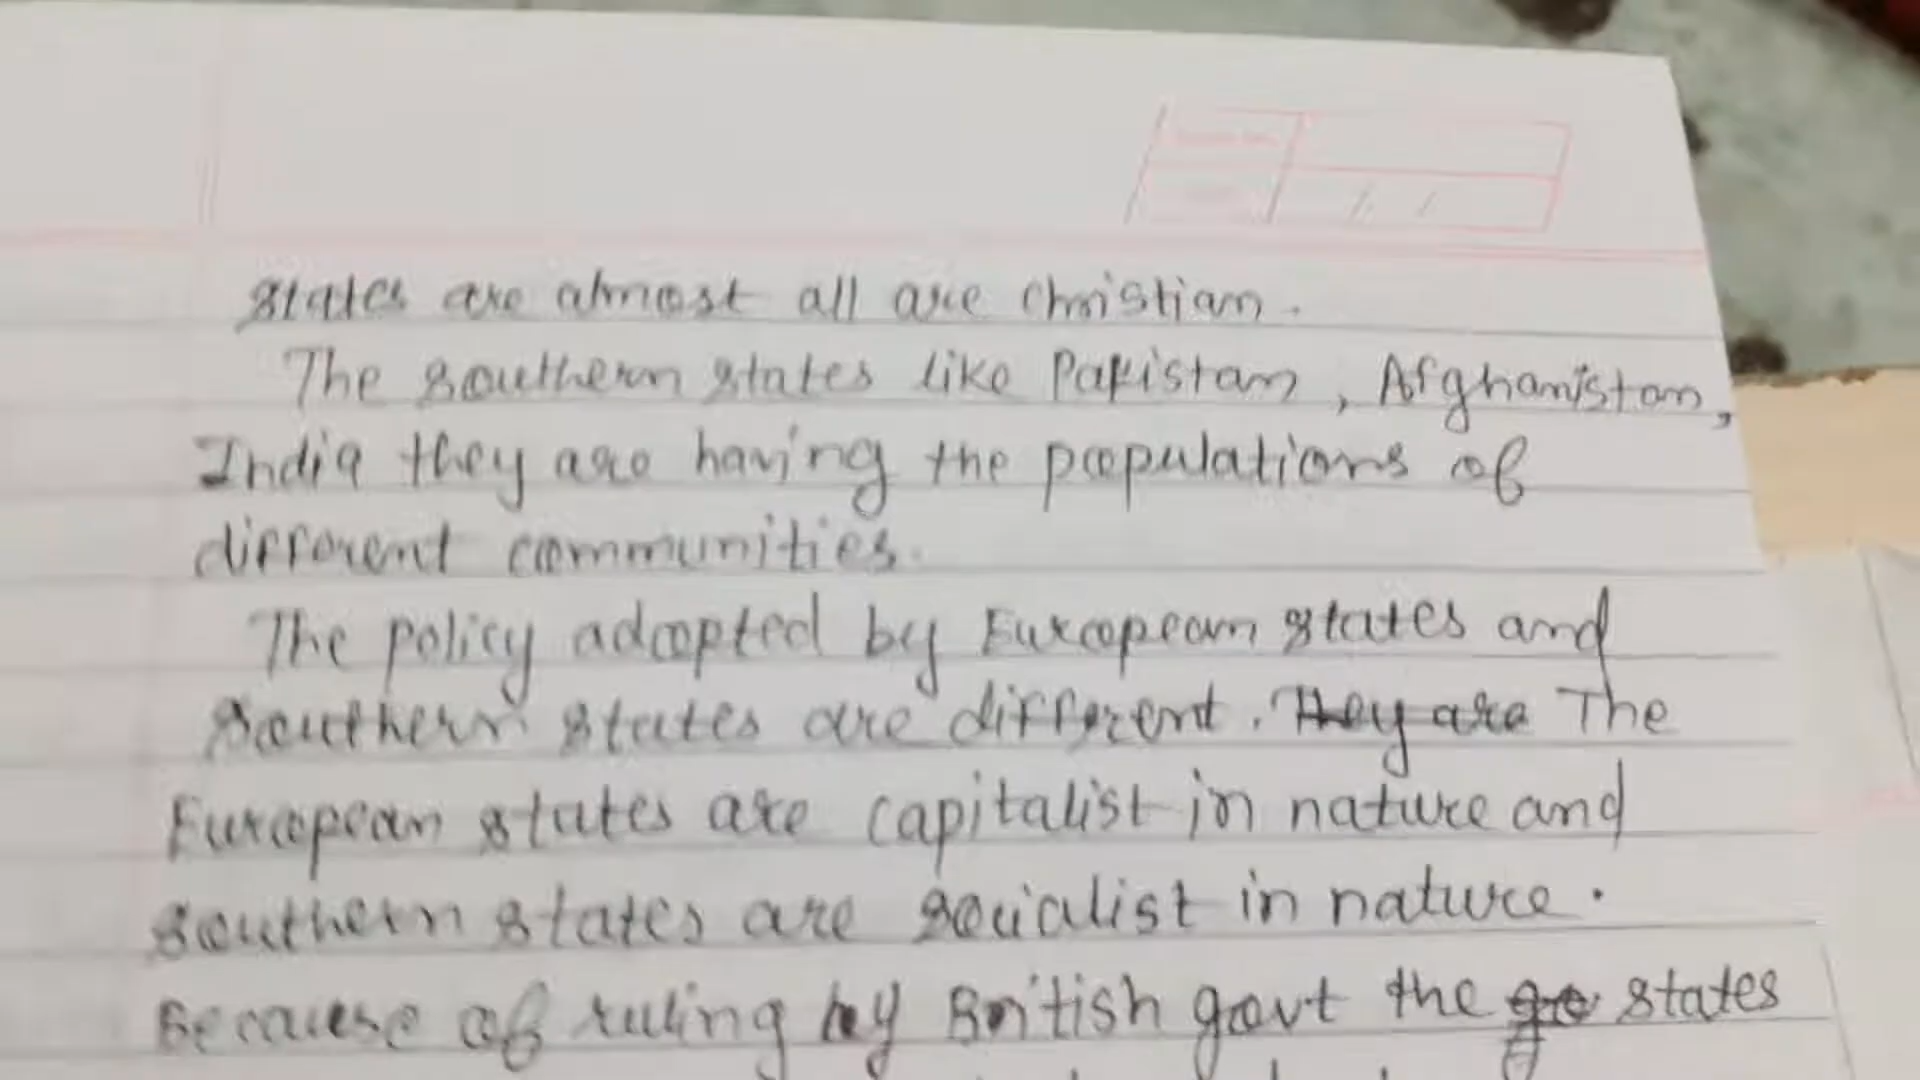 states are almost all are Christian.
The southern states like Pakistan, Afghanistan,
India they are having the populations of
different communities.
The policy adopted by European states and
southern states are different. They are The
European states are capitalist in nature and
southern states are socialist in nature.
Because of ruling by British govt the go states